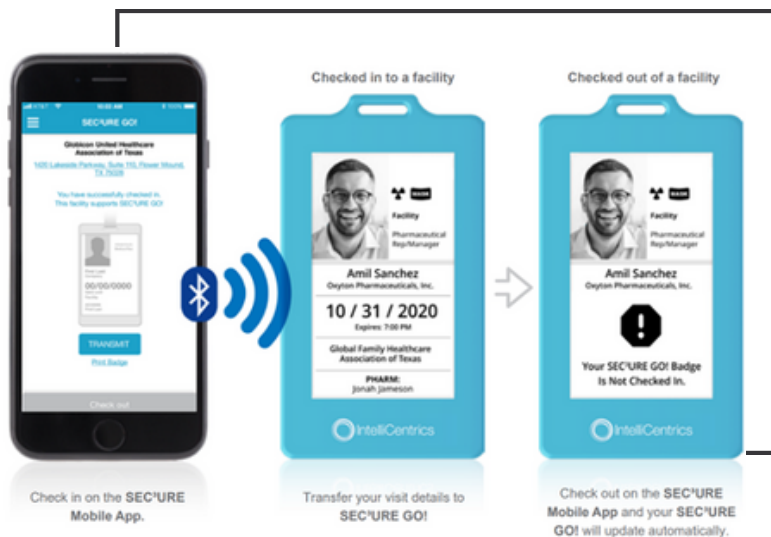 10:02 AM
SEC³URE GO!
Globicon United Healthcare
Association of Texas
1420 Lakeside Parkway, Suite 110, Flower Mound,
TX 75028
You have successfully checked in.
This facility supports SEC³URE GO!
00/00/0000
TRANSMIT
Print Badge
Check out
Check in on the SEC³URE
Mobile App.
Checked in to a facility
MASK
Facility
Pharmaceutical
Rep/Manager
Amil Sanchez
Oxyton Pharmaceuticals, Inc.
10 / 31 / 2020
Expires: 7:00 PM
Global Family Healthcare
Association of Texas
PHARM:
Jonah Jameson
IntelliCentrics
Transfer your visit details to
SEC³URE GO!
Checked out of a facility
MASK
Facility
Pharmaceutical
Rep/Manager
Amil Sanchez
Oxyton Pharmaceuticals, Inc.
Your SEC³URE GO! Badge
Is Not Checked In.
IntelliCentrics
Check out on the SEC³URE
Mobile App and your SEC³URE
GO! will update automatically.